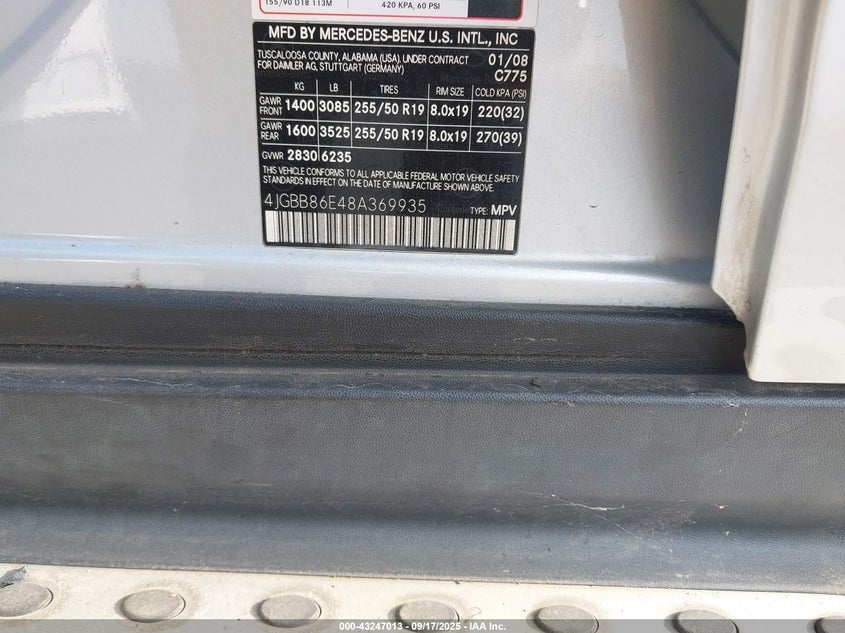 155/90 D18 113M 420 KPA, 60 PSI
MFD BY MERCEDES-BENZ U.S. INTL., INC
TUSCALOOSA COUNTY, ALABAMA (USA). UNDER CONTRACT 01/08
FOR DAIMLER AG, STUTTGART (GERMANY) C775
KG LB TIRES RIM SIZE COLD KPA (PSI)
GAWR FRONT 1400 3085 255/50 R19 8.0x19 220(32)
GAWR REAR 1600 3525 255/50 R19 8.0x19 270(39)
GVWR 2830 6235
THIS VEHICLE CONFORMS TO ALL APPLICABLE FEDERAL MOTOR VEHICLE SAFETY
STANDARDS IN EFFECT ON THE DATE OF MANUFACTURE SHOWN ABOVE.
4JGBB86E48A369935 TYPE: MPV
000-43247013 - 09/17/2025 - IAA Inc.